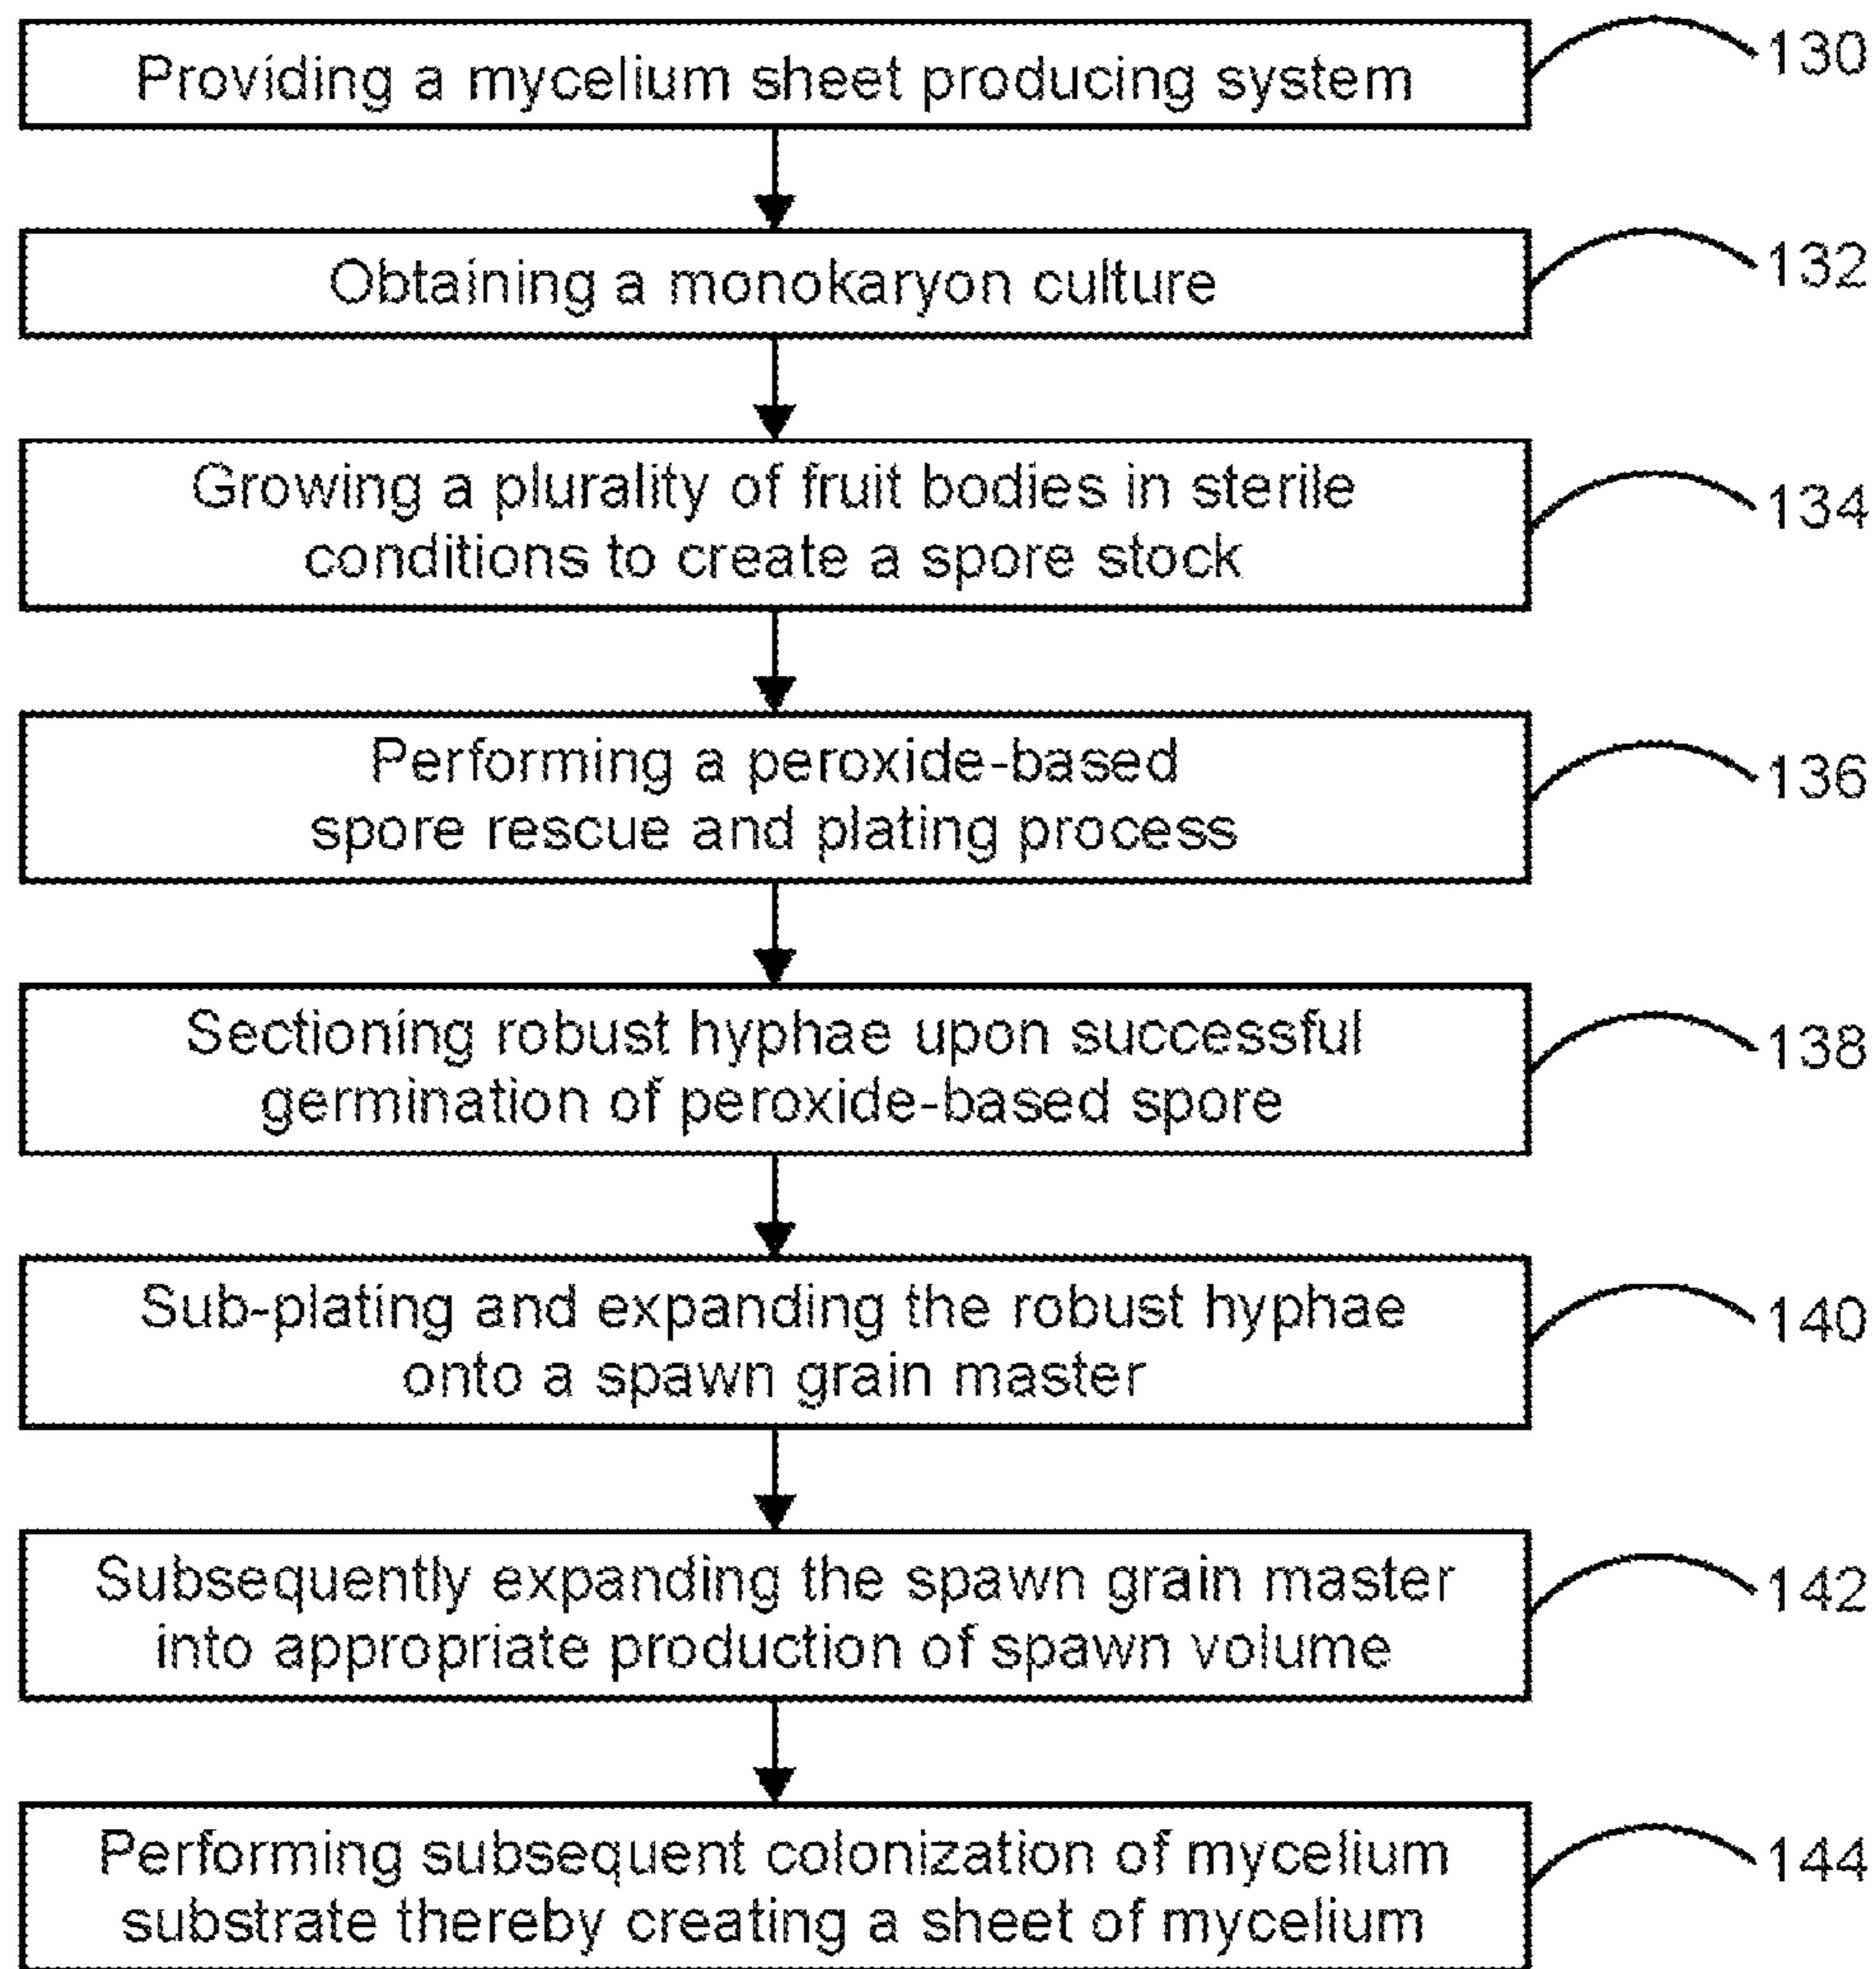 Providing a mycelium sheet producing system
130
Obtaining a monokaryon culture
132
Growing a plurality of fruit bodies in sterile
conditions to create a spore stock
134
Performing a peroxide-based
spore rescue and plating process
136
Sectioning robust hyphae upon successful
germination of peroxide-based spore
138
Sub-plating and expanding the robust hyphae
onto a spawn grain master
140
Subsequently expanding the spawn grain master
into appropriate production of spawn volume
142
Performing subsequent colonization of mycelium
substrate thereby creating a sheet of mycelium
144